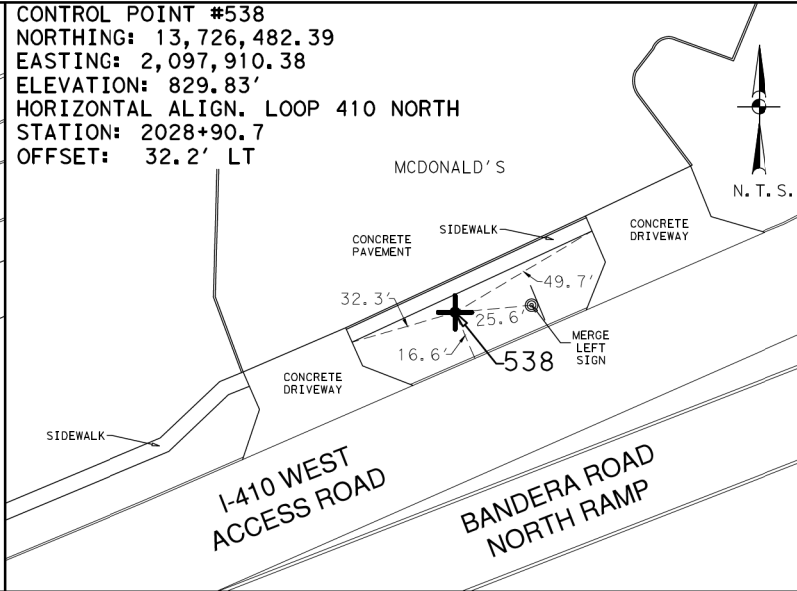 CONTROL POINT #538
NORTHING: 13,726,482.39
EASTING: 2,097,910.38
ELEVATION: 829.83'
HORIZONTAL ALIGN. LOOP 410 NORTH
STATION: 2028+90.7
OFFSET: 32.2' LT
MCDONALD'S
N.T.S.
SIDEWALK
CONCRETE
DRIVEWAY
CONCRETE
PAVEMENT
49.7'
32.3'
25.6'
16.6'
538
MERGE
LEFT
SIGN
CONCRETE
DRIVEWAY
SIDEWALK
I-410 WEST
ACCESS ROAD
BANDERA ROAD
NORTH RAMP